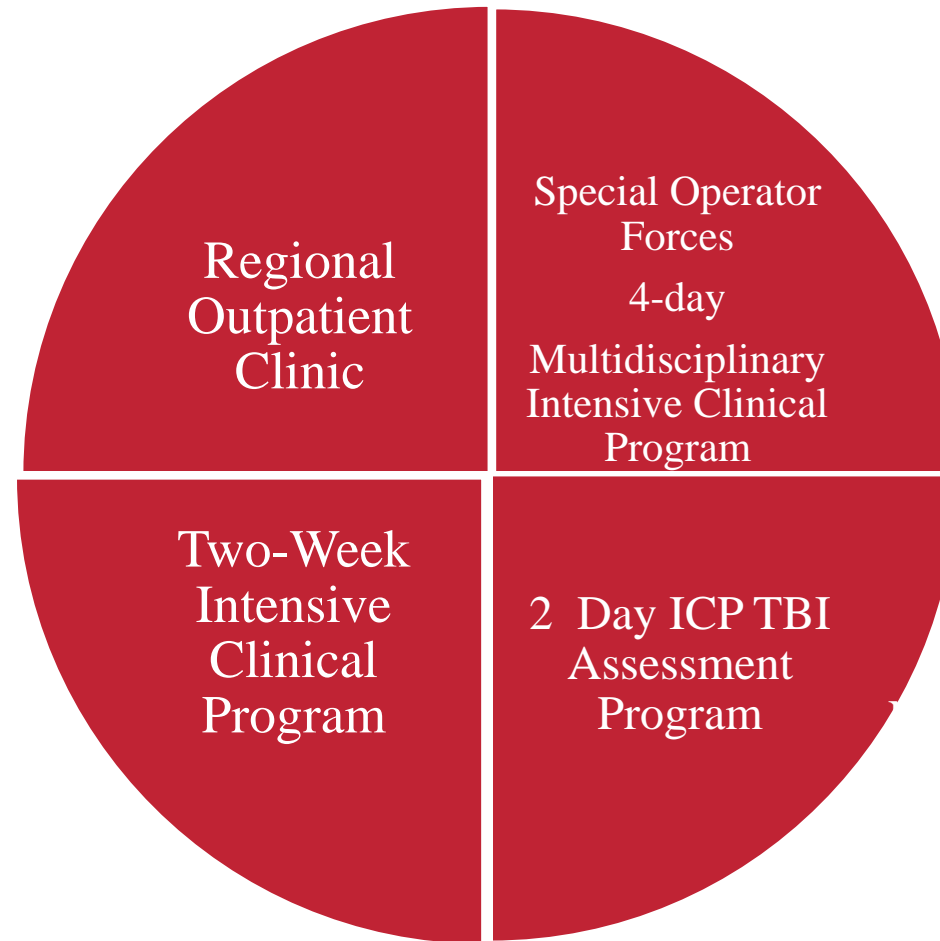 Regional
Outpatient
Clinic
Special Operator
Forces
4-day
Multidisciplinary
Intensive Clinical
Program
Two-Week
Intensive
Clinical
Program
2 Day ICP TBI
Assessment
Program